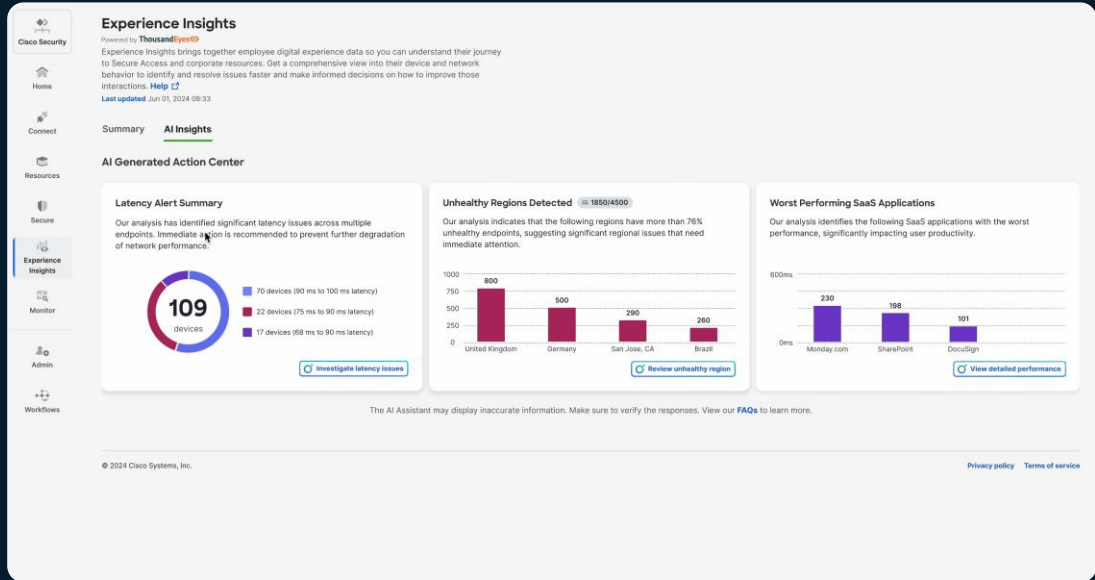 Cisco Security
Home
Connect
Resources
Secure
Experience
Insights
Monitor
Admin
Workflows
Experience Insights
Powered by ThousandEyes
Experience Insights brings together employee digital experience data so you can understand their journey
to Secure Access and corporate resources. Get a comprehensive view into their device and network
behavior to identify and resolve issues faster and make informed decisions on how to improve those
interactions. Help
Last updated Jun 01, 2024 08:33
Summary AI Insights
AI Generated Action Center
Latency Alert Summary
Our analysis has identified significant latency issues across multiple
endpoints. Immediate action is recommended to prevent further degradation
of network performance.
109
devices
70 devices (90 ms to 100 ms latency)
22 devices (75 ms to 90 ms latency)
17 devices (68 ms to 90 ms latency)
Investigate latency issues
Unhealthy Regions Detected 1850/4500
Our analysis indicates that the following regions have more than 76%
unhealthy endpoints, suggesting significant regional issues that need
immediate attention.
1000
750
500
250
0
800
500
290
260
United Kingdom Germany San Jose, CA Brazil
Review unhealthy region
Worst Performing SaaS Applications
Our analysis identifies the following SaaS applications with the worst
performance, significantly impacting user productivity.
600ms
0ms
230
198
101
Monday.com SharePoint DocuSign
View detailed performance
The AI Assistant may display inaccurate information. Make sure to verify the responses. View our FAQs to learn more.
© 2024 Cisco Systems, Inc.
Privacy policy Terms of service